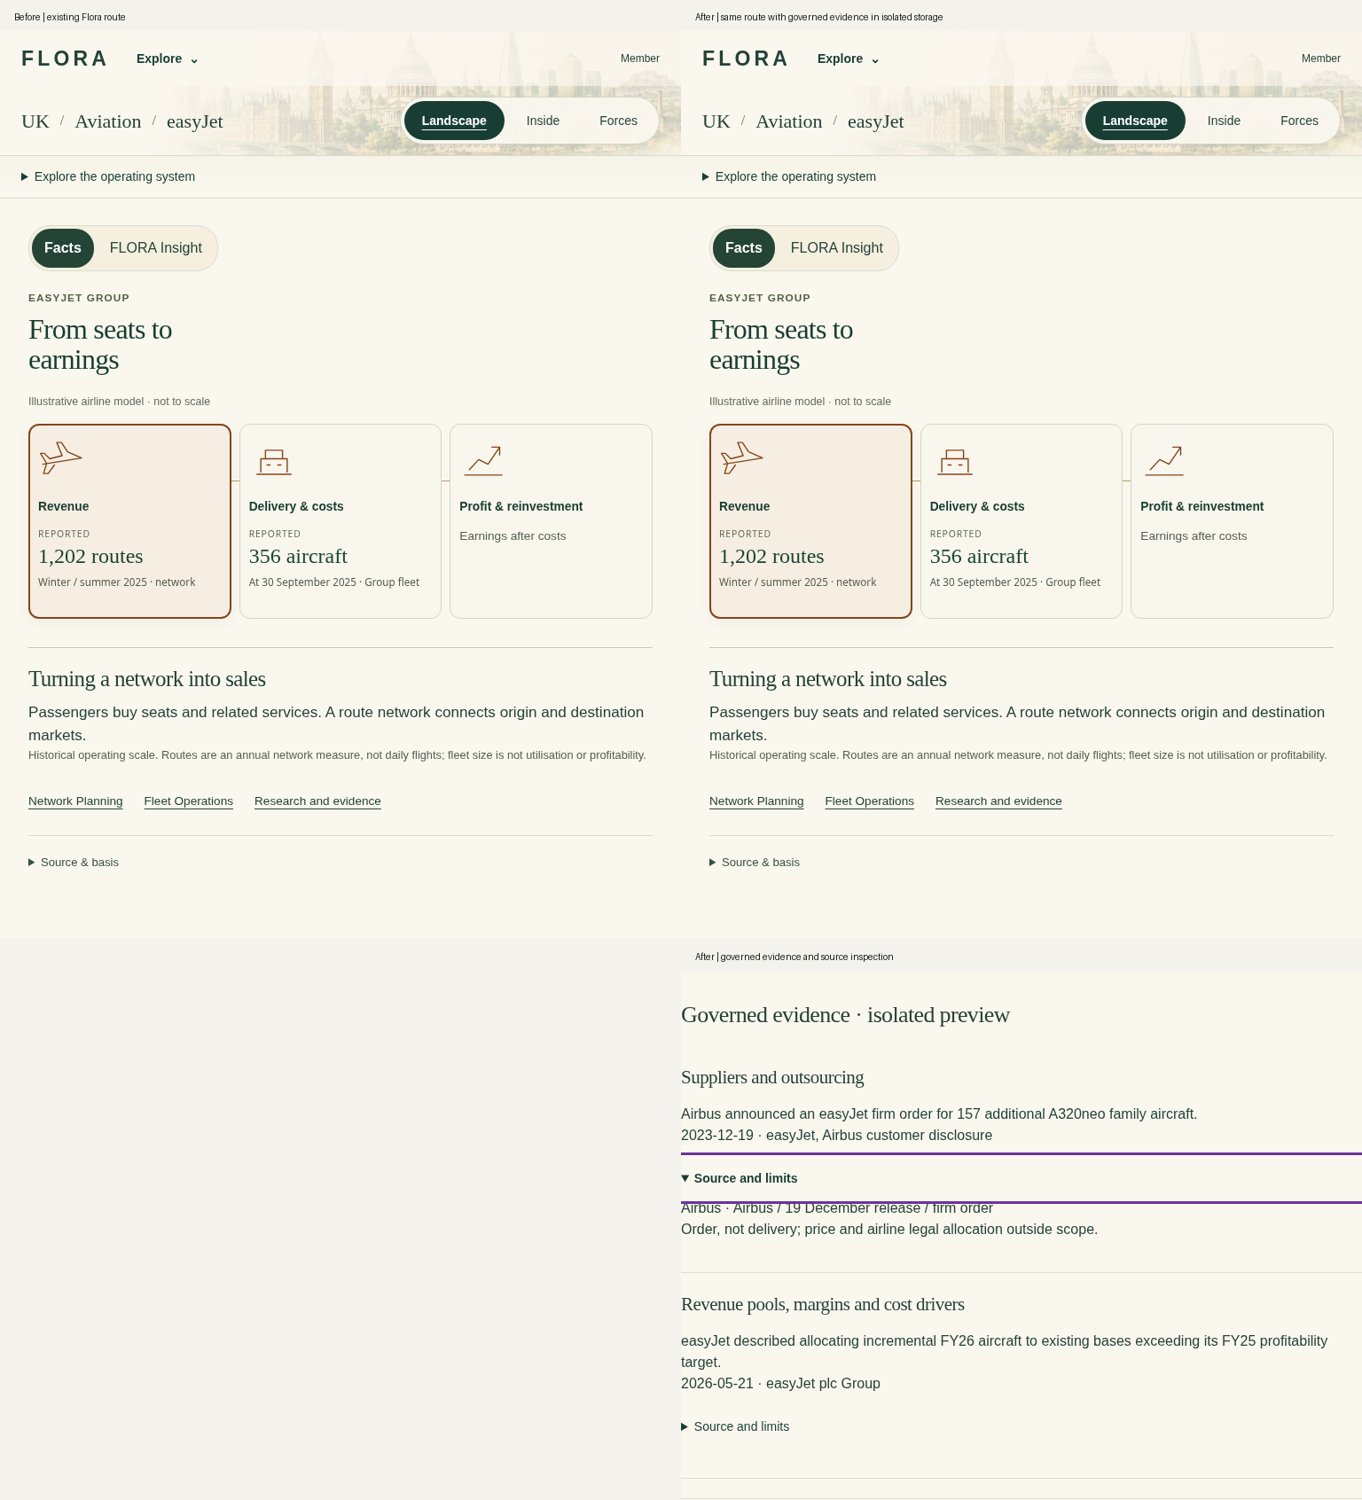 Before | existing Flora route
FLORA Explore
Member
UK / Aviation / easyJet
Landscape Inside Forces
Explore the operating system
Facts FLORA Insight
EASYJET GROUP
From seats to
earnings
Illustrative airline model · not to scale
Revenue
REPORTED
1,202 routes
Winter / summer 2025 · network
Delivery & costs
REPORTED
356 aircraft
At 30 September 2025 · Group fleet
Profit & reinvestment
Earnings after costs
Turning a network into sales
Passengers buy seats and related services. A route network connects origin and destination
markets.
Historical operating scale. Routes are an annual network measure, not daily flights; fleet size is not utilisation or profitability.
Network Planning Fleet Operations Research and evidence
Source & basis
After | same route with governed evidence in isolated storage
FLORA Explore
Member
UK / Aviation / easyJet
Landscape Inside Forces
Explore the operating system
Facts FLORA Insight
EASYJET GROUP
From seats to
earnings
Illustrative airline model · not to scale
Revenue
REPORTED
1,202 routes
Winter / summer 2025 · network
Delivery & costs
REPORTED
356 aircraft
At 30 September 2025 · Group fleet
Profit & reinvestment
Earnings after costs
Turning a network into sales
Passengers buy seats and related services. A route network connects origin and destination
markets.
Historical operating scale. Routes are an annual network measure, not daily flights; fleet size is not utilisation or profitability.
Network Planning Fleet Operations Research and evidence
Source & basis
After | governed evidence and source inspection
Governed evidence · isolated preview
Suppliers and outsourcing
Airbus announced an easyJet firm order for 157 additional A320neo family aircraft.
2023-12-19 · easyJet, Airbus customer disclosure
Source and limits
Airbus · Airbus / 19 December release / firm order
Order, not delivery; price and airline legal allocation outside scope.
Revenue pools, margins and cost drivers
easyJet described allocating incremental FY26 aircraft to existing bases exceeding its FY25 profitability
target.
2026-05-21 · easyJet plc Group
Source and limits